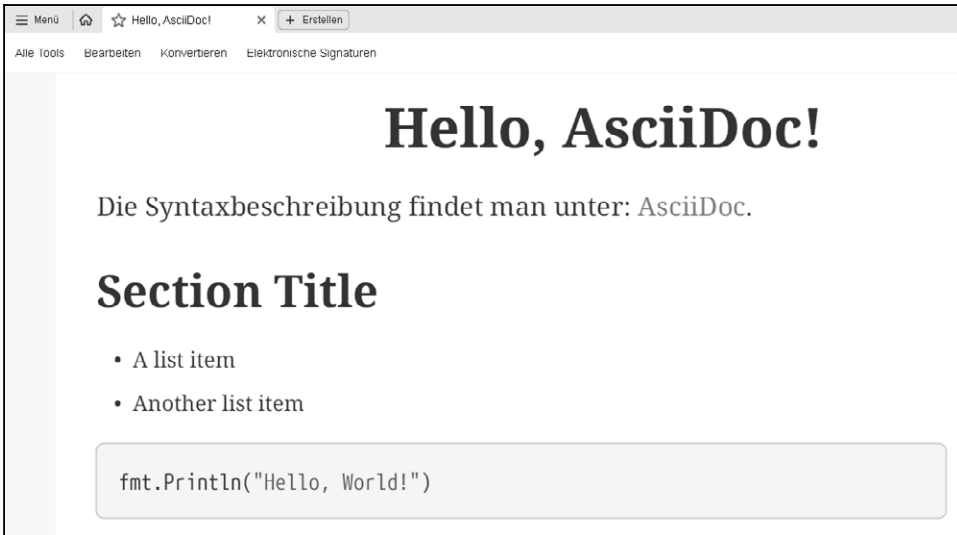 Menü Hello, AsciiDoc! + Erstellen
Alle Tools Bearbeiten Konvertieren Elektronische Signaturen
Hello, AsciiDoc!
Die Syntaxbeschreibung findet man unter: AsciiDoc.
Section Title
• A list item
• Another list item
fmt.Println("Hello, World!")